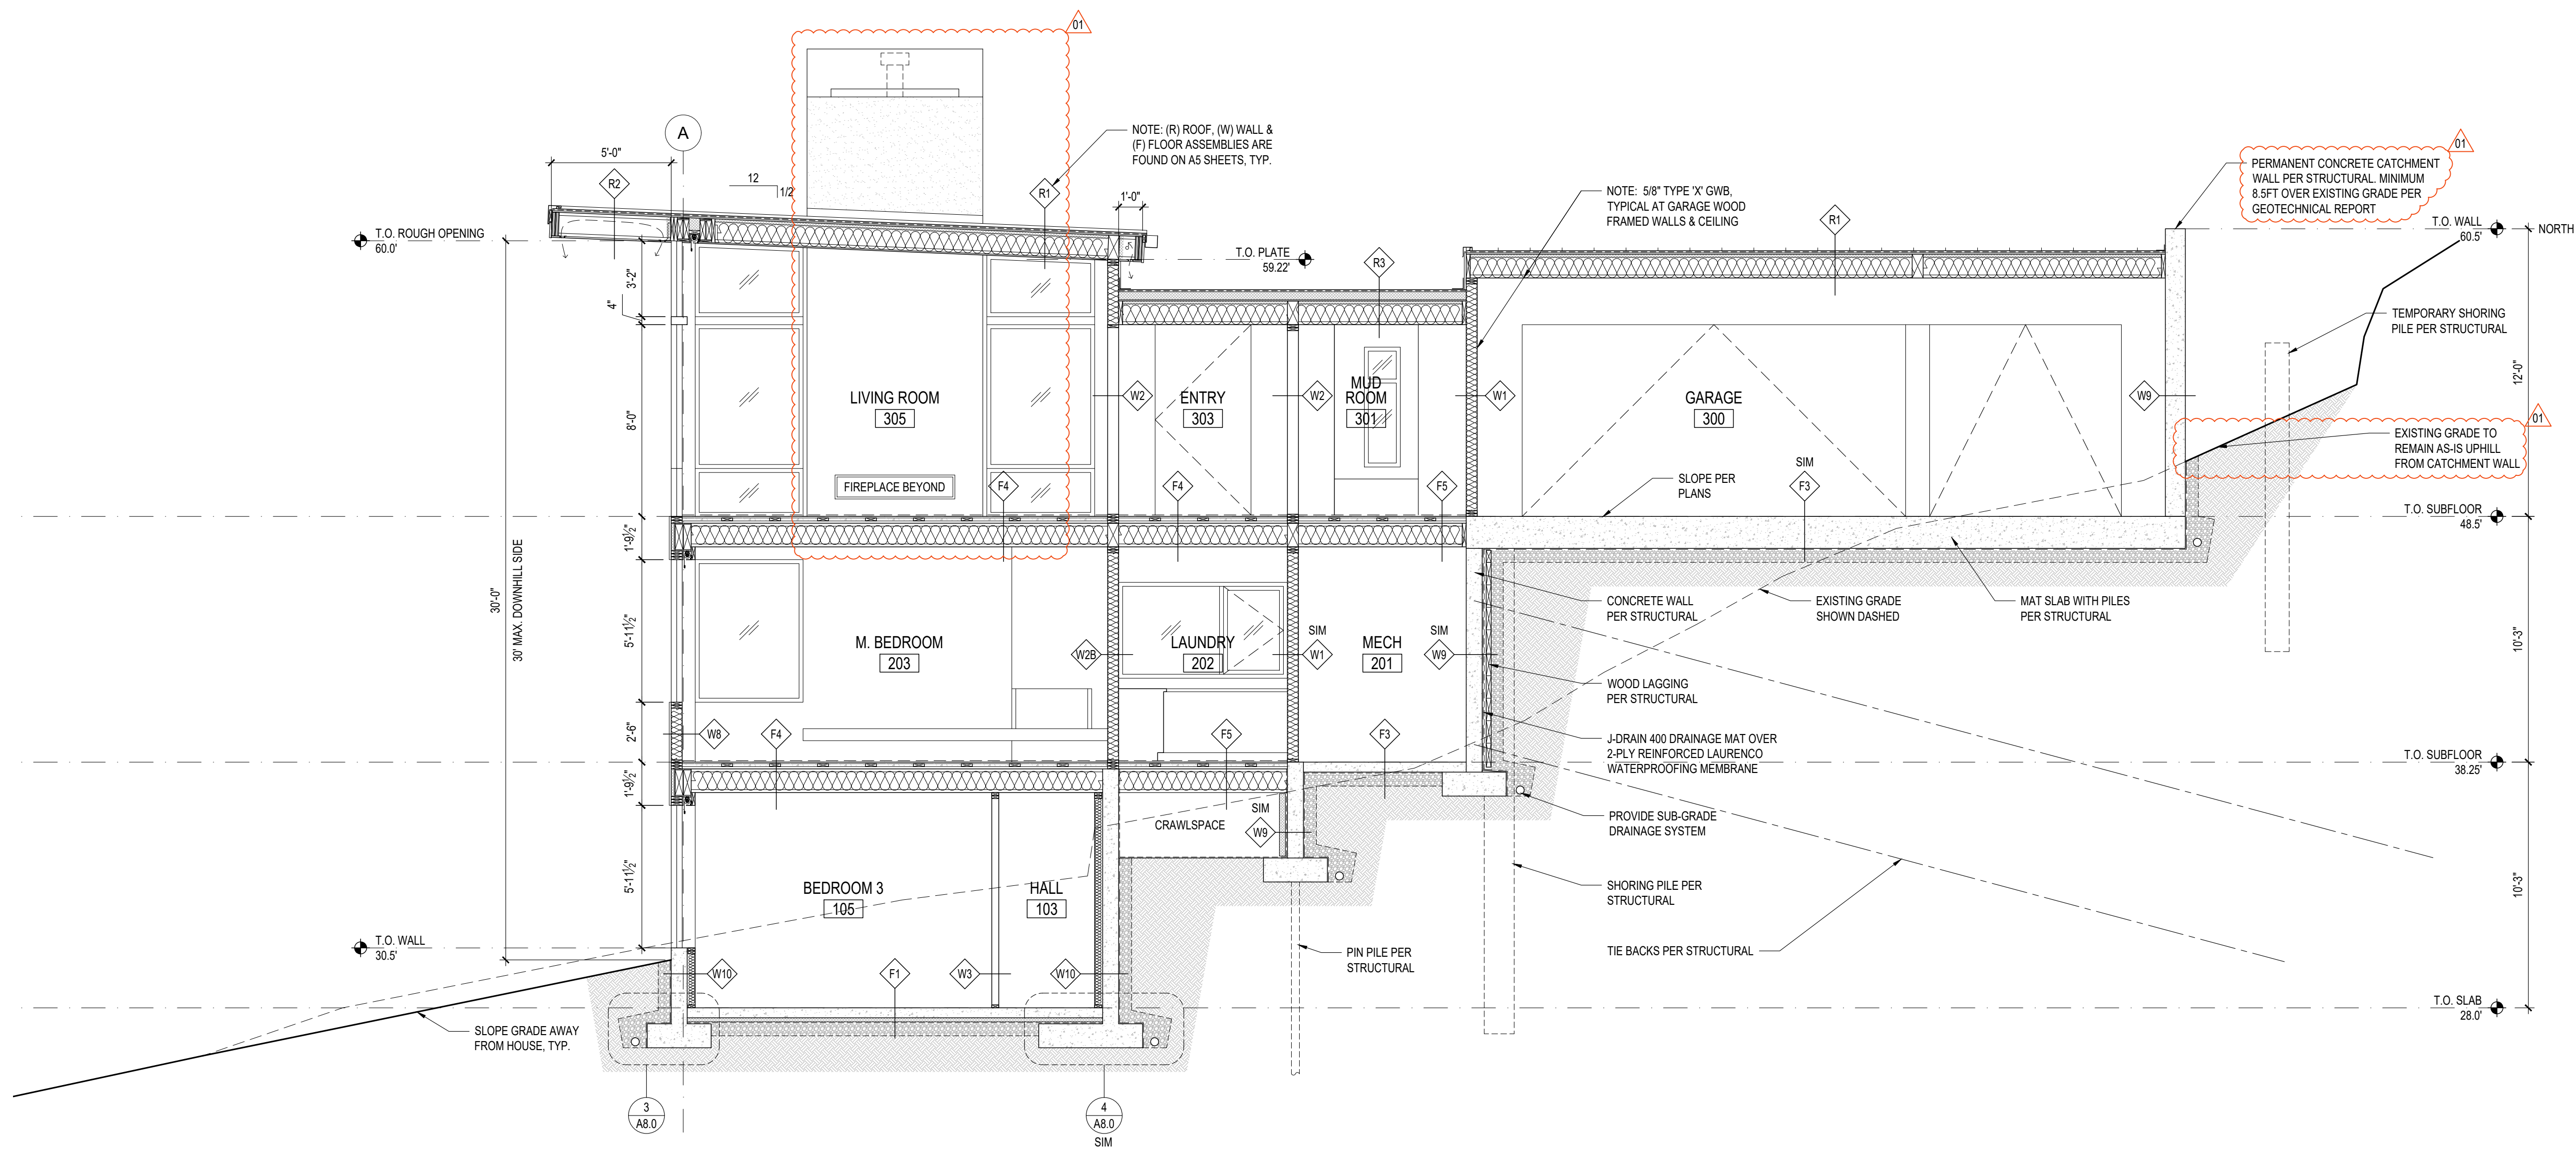 01
A
5'-0"
R2
12
1/2
R1
NOTE: (R) ROOF, (W) WALL &
(F) FLOOR ASSEMBLIES ARE
FOUND ON A5 SHEETS, TYP.
1'-0"
NOTE: 5/8" TYPE 'X' GWB,
TYPICAL AT GARAGE WOOD
FRAMED WALLS & CEILING
R1
01
PERMANENT CONCRETE CATCHMENT
WALL PER STRUCTURAL. MINIMUM
8.5FT OVER EXISTING GRADE PER
GEOTECHNICAL REPORT
T.O. WALL
60.5'
NORTH
T.O. ROUGH OPENING
60.0'
T.O. PLATE
59.22'
R3
3'-2"
4"
8'-0"
TEMPORARY SHORING
PILE PER STRUCTURAL
12'-0"
LIVING ROOM
305
W2
ENTRY
303
W2
MUD
ROOM
301
W1
GARAGE
300
W9
01
EXISTING GRADE TO
REMAIN AS-IS UPHILL
FROM CATCHMENT WALL
FIREPLACE BEYOND
F4
F4
F5
SLOPE PER
PLANS
SIM
F3
T.O. SUBFLOOR
48.5'
1'-9½"
30'-0"
30' MAX. DOWNHILL SIDE
5'-11½"
CONCRETE WALL
PER STRUCTURAL
EXISTING GRADE
SHOWN DASHED
MAT SLAB WITH PILES
PER STRUCTURAL
10'-3"
M. BEDROOM
203
W2B
LAUNDRY
202
SIM
W1
MECH
201
SIM
W9
WOOD LAGGING
PER STRUCTURAL
2'-6"
W8
F4
F5
F3
J-DRAIN 400 DRAINAGE MAT OVER
2-PLY REINFORCED LAURENCO
WATERPROOFING MEMBRANE
T.O. SUBFLOOR
38.25'
1'-9½"
CRAWLSPACE
SIM
W9
PROVIDE SUB-GRADE
DRAINAGE SYSTEM
5'-11½"
BEDROOM 3
105
HALL
103
SHORING PILE PER
STRUCTURAL
10'-3"
T.O. WALL
30.5'
W10
F1
W3
W10
PIN PILE PER
STRUCTURAL
TIE BACKS PER STRUCTURAL
T.O. SLAB
28.0'
SLOPE GRADE AWAY
FROM HOUSE, TYP.
3
A8.0
4
A8.0
SIM